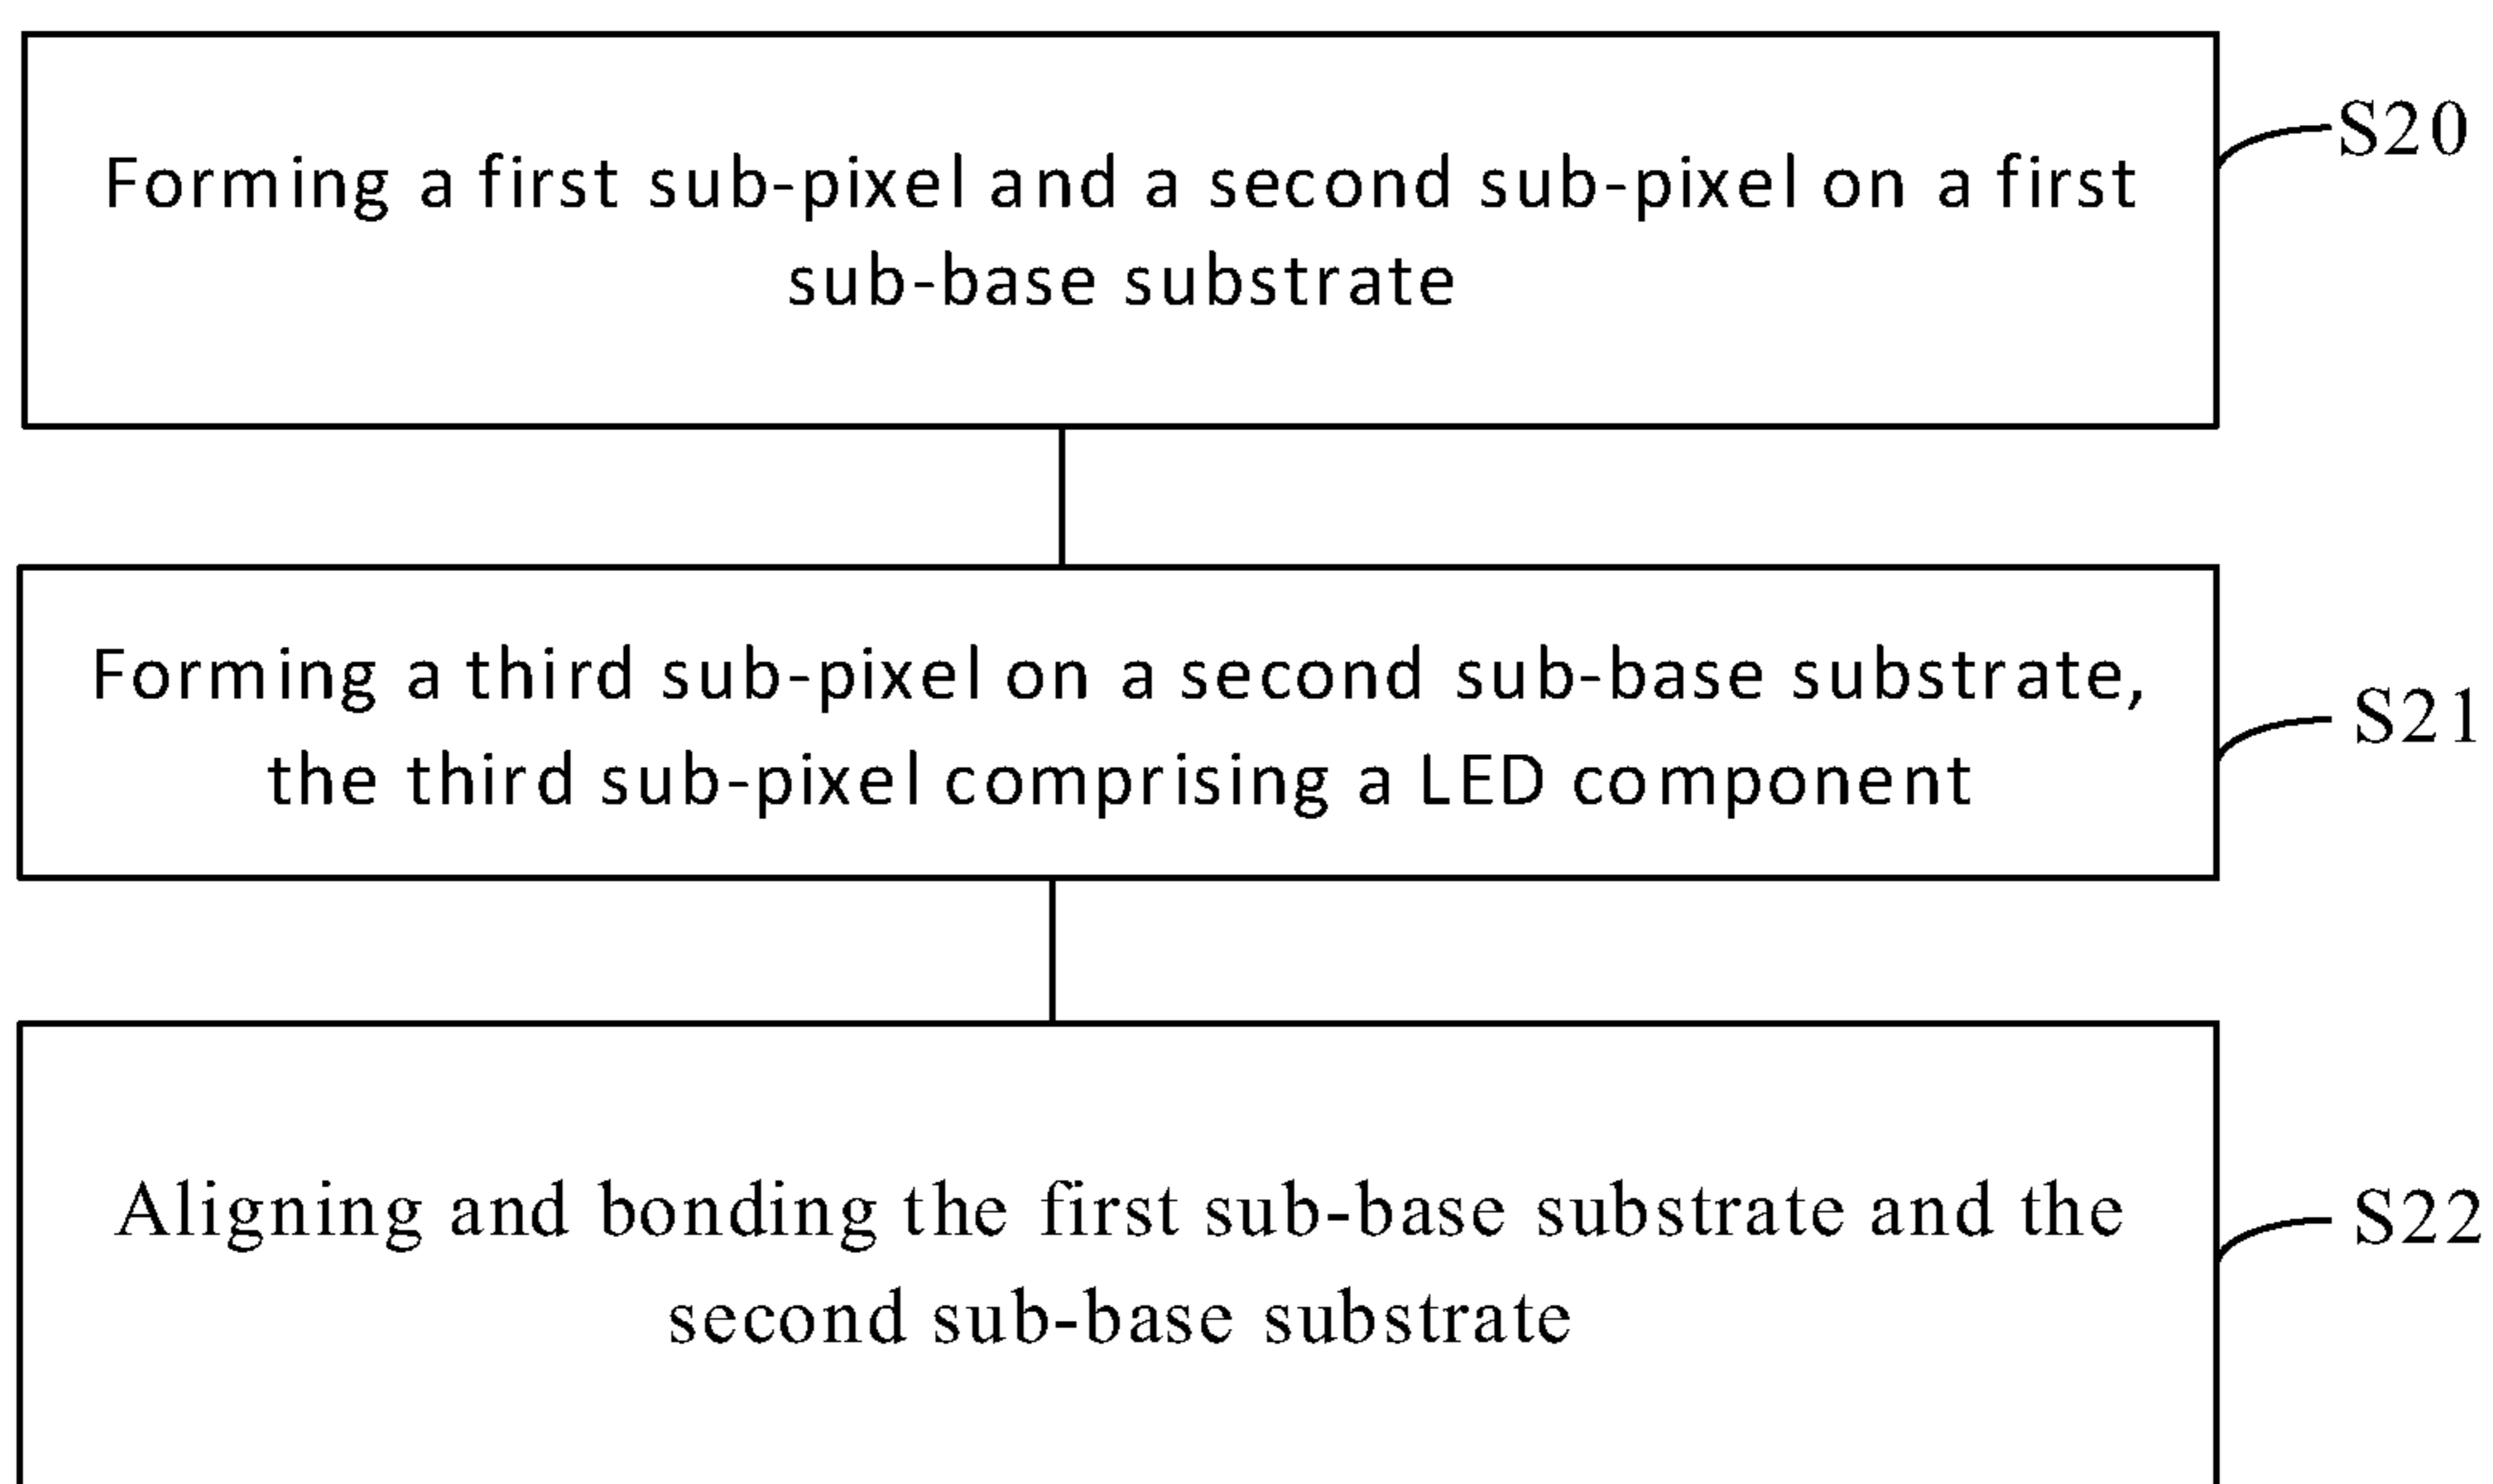 Forming a first sub-pixel and a second sub-pixel on a first
sub-base substrate
S20
Forming a third sub-pixel on a second sub-base substrate,
the third sub-pixel comprising a LED component
S21
Aligning and bonding the first sub-base substrate and the
second sub-base substrate
S22